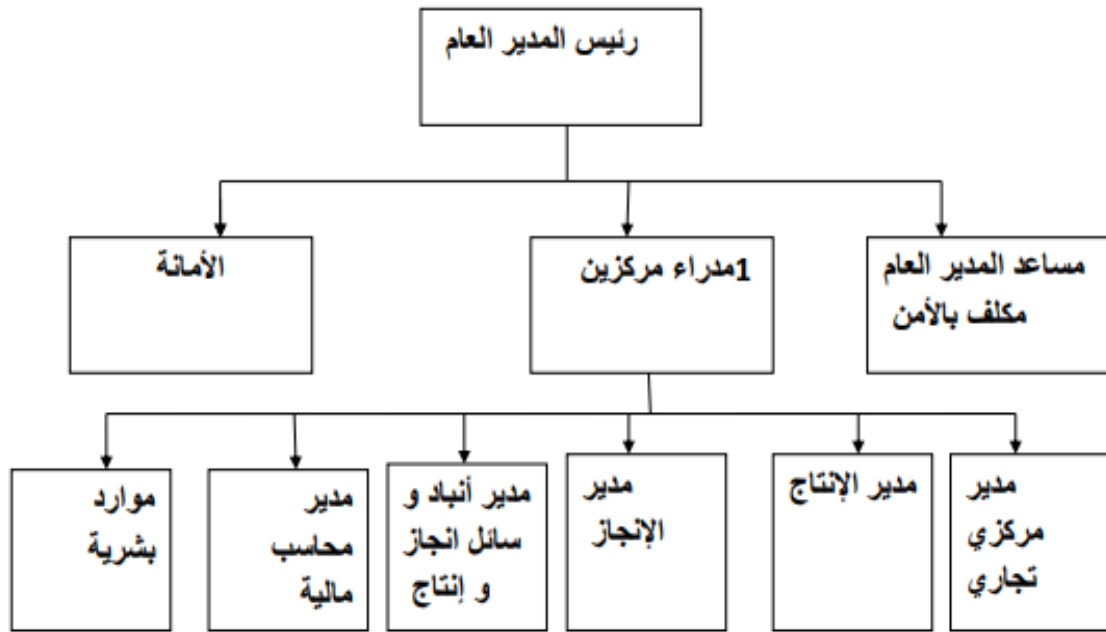 رئيس المدير العام
مساعد المدير العام
مكلف بالأمن
1مدراء مركزين
الأمانة
مدير
مركزي
تجاري
مدير الإنتاج
مدير
الإنجاز
مدير أنباد و
سائل انجاز
و إنتاج
مدير
محاسب
مالية
موارد
بشرية